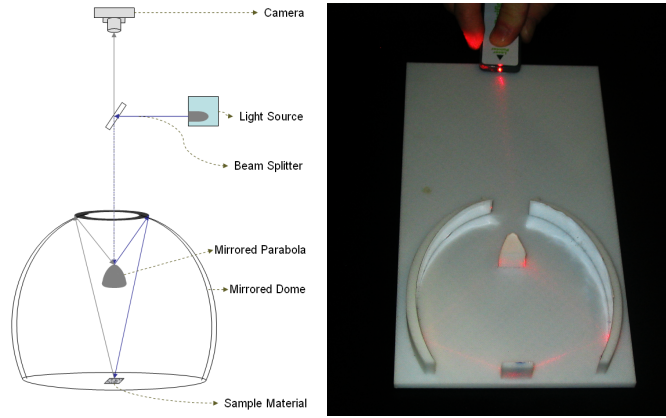 Camera
Light Source
Beam Splitter
Mirrored Parabola
Mirrored Dome
Sample Material